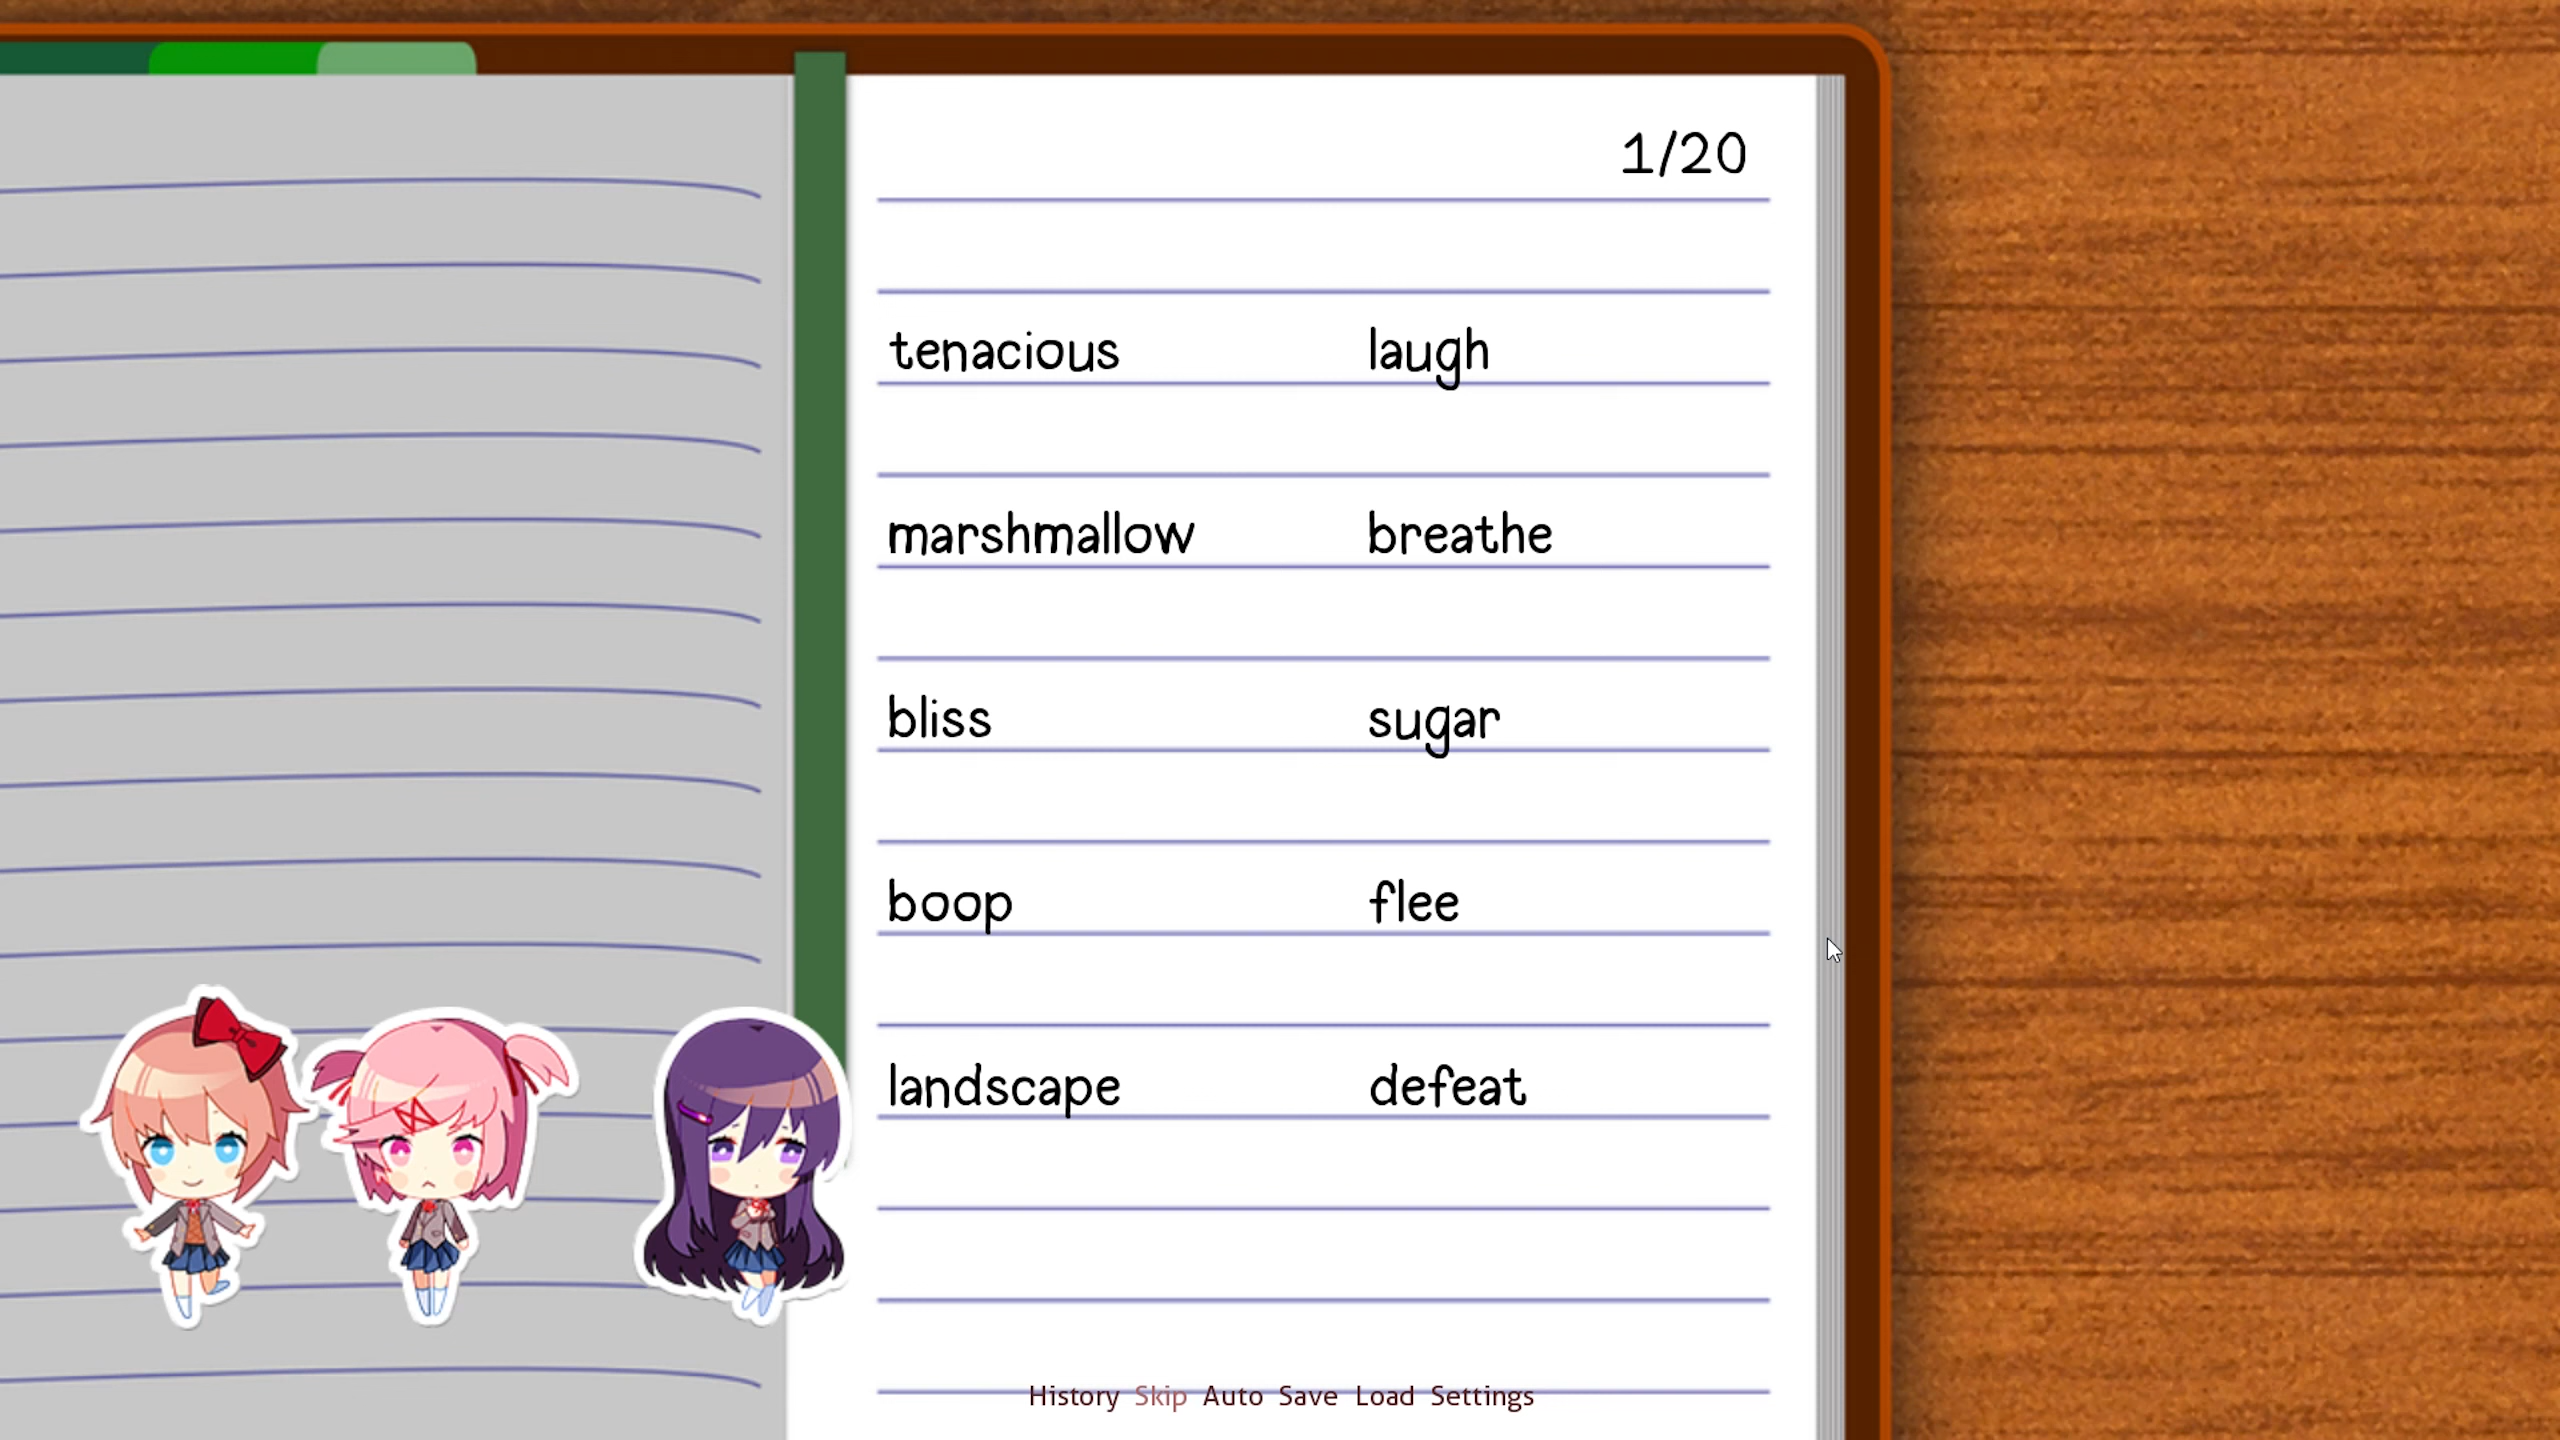 1/20
tenacious laugh
marshmallow breathe
bliss sugar
boop flee
landscape defeat
History Skip Auto Save Load Settings